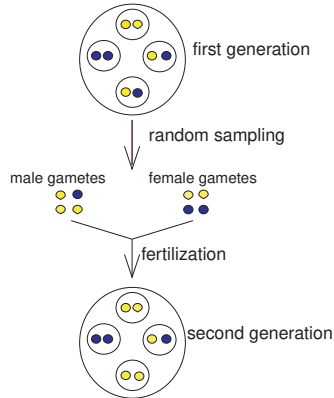 first generation
random sampling
male gametes
female gametes
fertilization
second generation